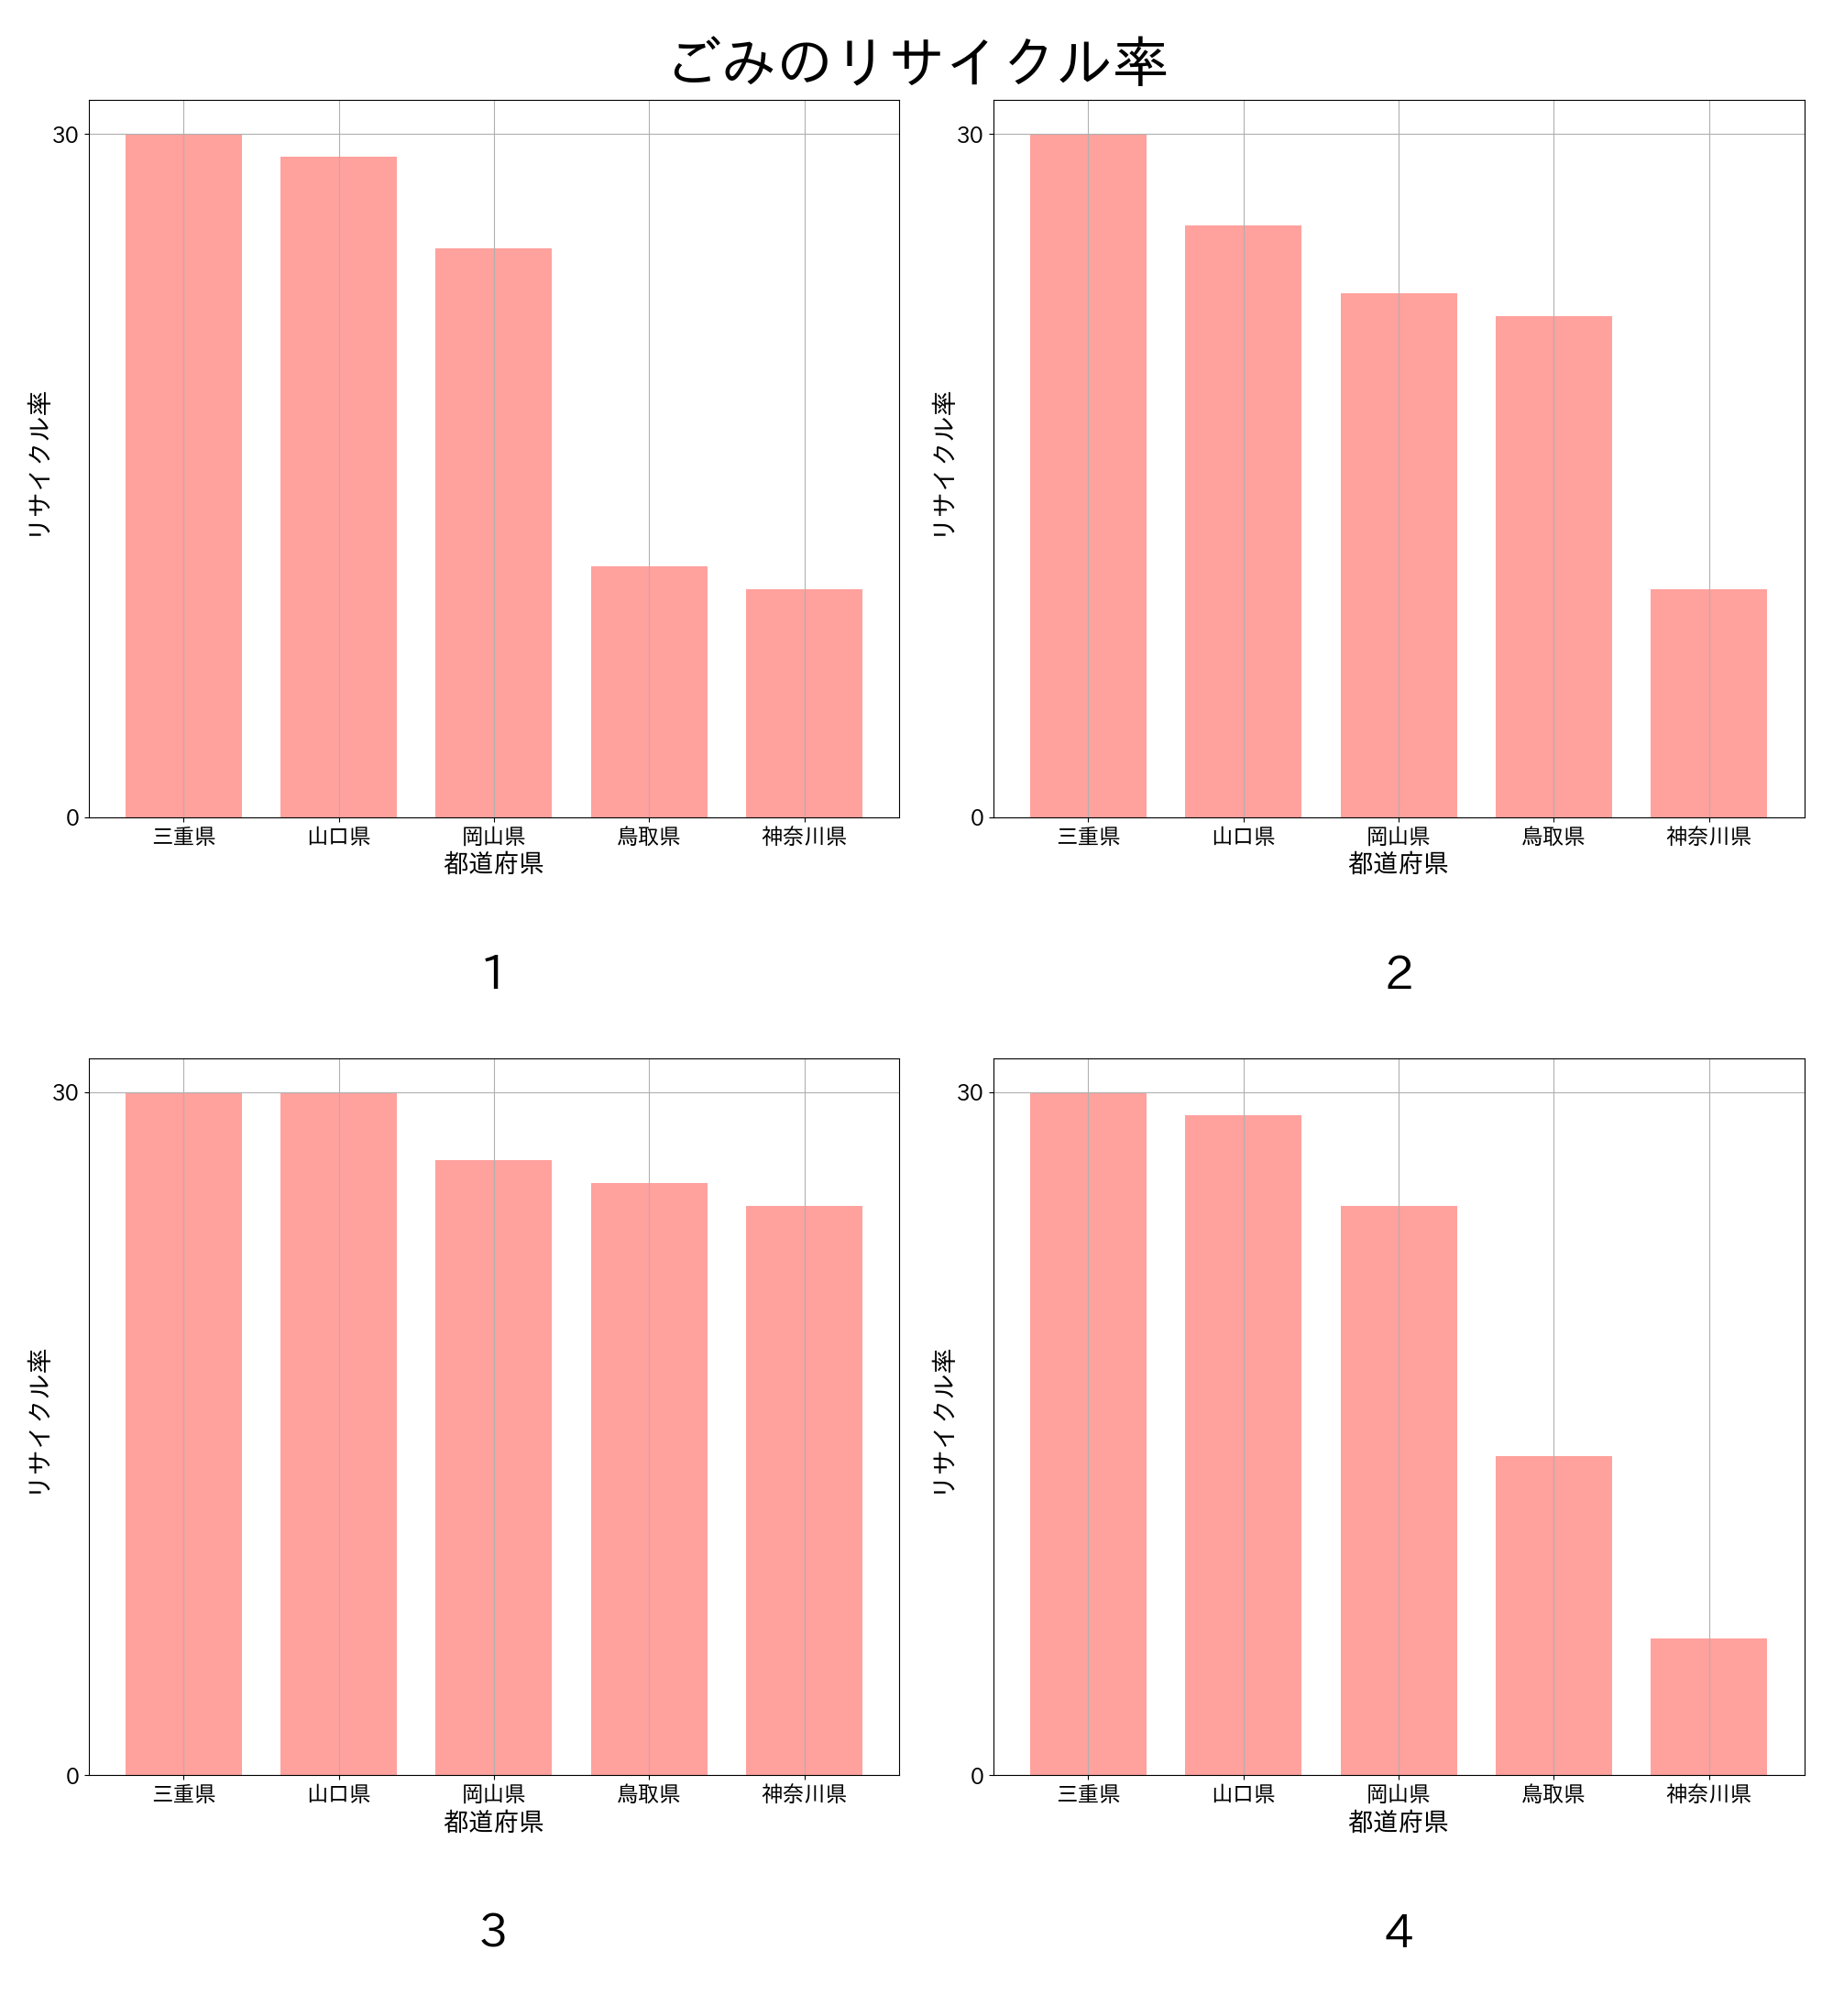 ごみのリサイクル率
30
0
リサイクル率
三重県 山口県 岡山県 鳥取県 神奈川県
都道府県
1
30
0
リサイクル率
三重県 山口県 岡山県 鳥取県 神奈川県
都道府県
2
30
0
リサイクル率
三重県 山口県 岡山県 鳥取県 神奈川県
都道府県
3
30
0
リサイクル率
三重県 山口県 岡山県 鳥取県 神奈川県
都道府県
4